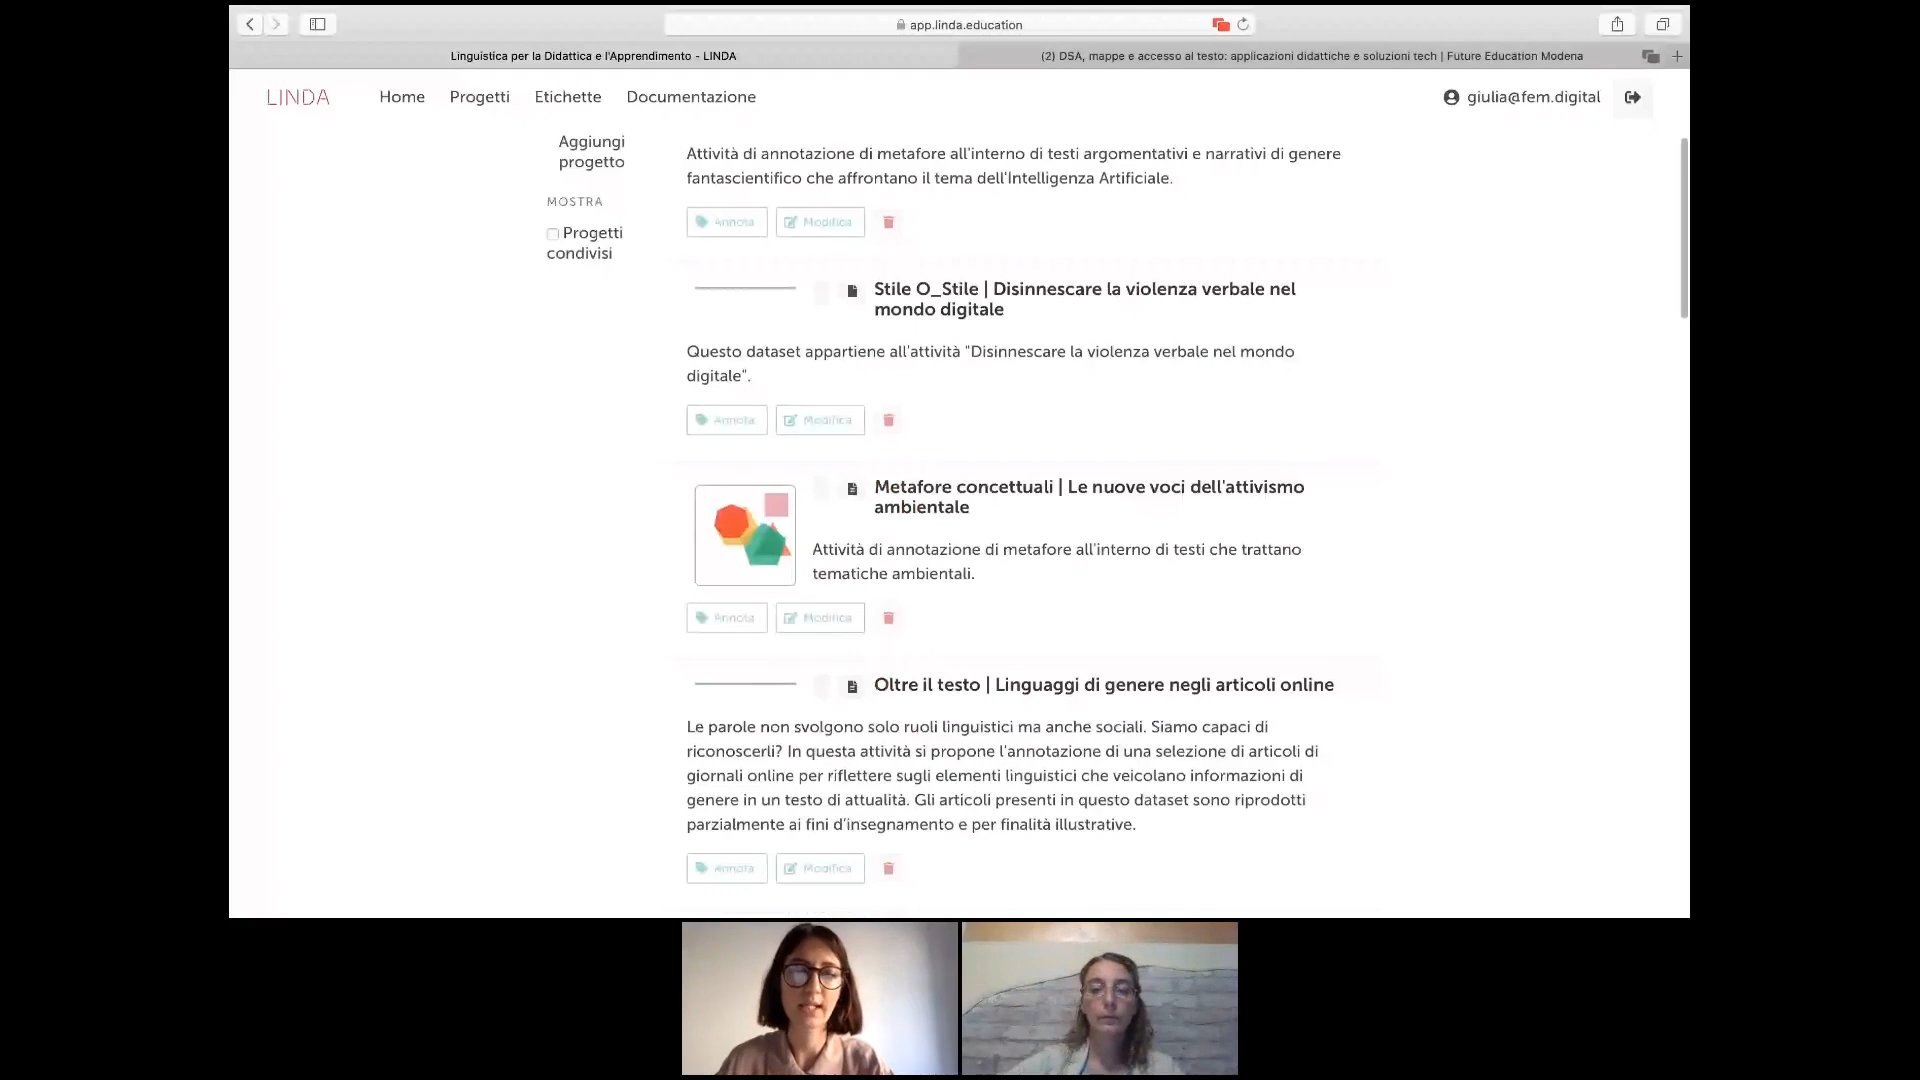 app.linda.education
Linguistica per la Didattica e l'Apprendimento - LINDA
(2) DSA, mappe e accesso al testo: applicazioni didattiche e soluzioni tech | Future Education Modena
LINDA
Home
Progetti
Etichette
Documentazione
giulia@fem.digital
Aggiungi
progetto
MOSTRA
Progetti
condivisi
Attività di annotazione di metafore all'interno di testi argomentativi e narrativi di genere
fantascientifico che affrontano il tema dell'Intelligenza Artificiale.
Annota
Modifica
Stile O_Stile | Disinnescare la violenza verbale nel
mondo digitale
Questo dataset appartiene all'attività "Disinnescare la violenza verbale nel mondo
digitale".
Annota
Modifica
Metafore concettuali | Le nuove voci dell'attivismo
ambientale
Attività di annotazione di metafore all'interno di testi che trattano
tematiche ambientali.
Annota
Modifica
Oltre il testo | Linguaggi di genere negli articoli online
Le parole non svolgono solo ruoli linguistici ma anche sociali. Siamo capaci di
riconoscerli? In questa attività si propone l'annotazione di una selezione di articoli di
giornali online per riflettere sugli elementi linguistici che veicolano informazioni di
genere in un testo di attualità. Gli articoli presenti in questo dataset sono riprodotti
parzialmente ai fini d'insegnamento e per finalità illustrative.
Annota
Modifica